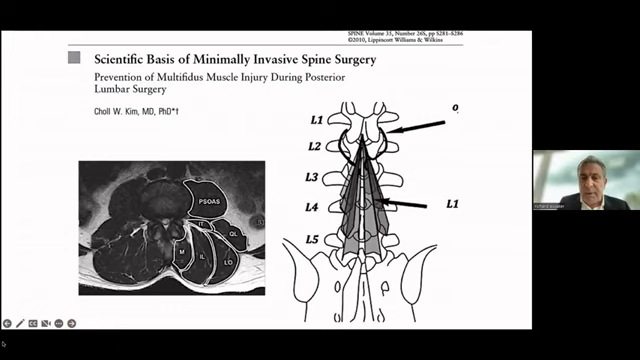 SPINE Volume 35, Number 26S, pp S281–S286
©2010, Lippincott Williams & Wilkins
Scientific Basis of Minimally Invasive Spine Surgery
Prevention of Multifidus Muscle Injury During Posterior
Lumbar Surgery
Choll W. Kim, MD, PhD*†
L1
L2
L3
L4
L5
L1
PSOAS
IT
QL
M
IL
LO